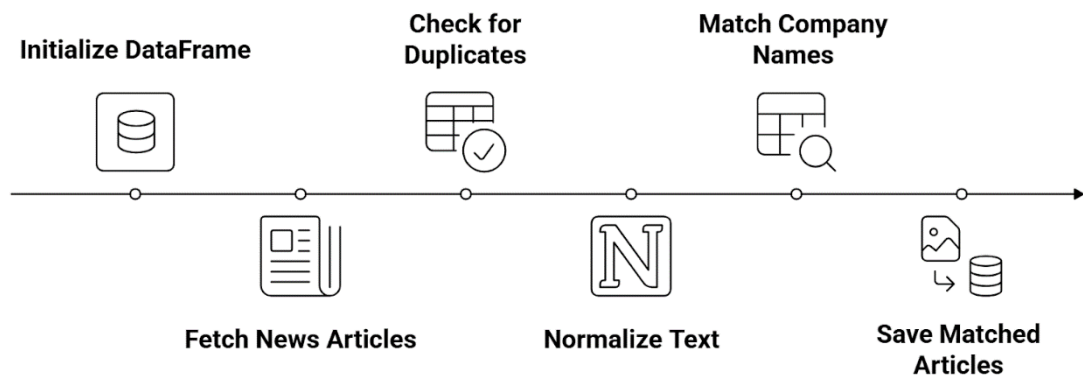 Initialize DataFrame
Fetch News Articles
Check for
Duplicates
N
Normalize Text
Match Company
Names
Save Matched
Articles